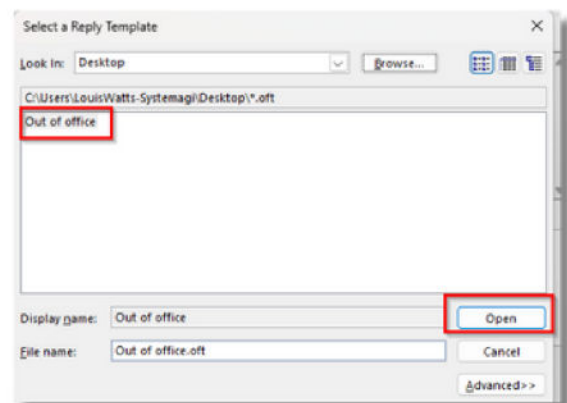 Select a Reply Template
Look In: Desktop Browse...
C:\Users\LouisWatts-Systemagi\Desktop\*.oft
Out of office
Display name: Out of office Open
File name: Out of office.oft Cancel
Advanced>>